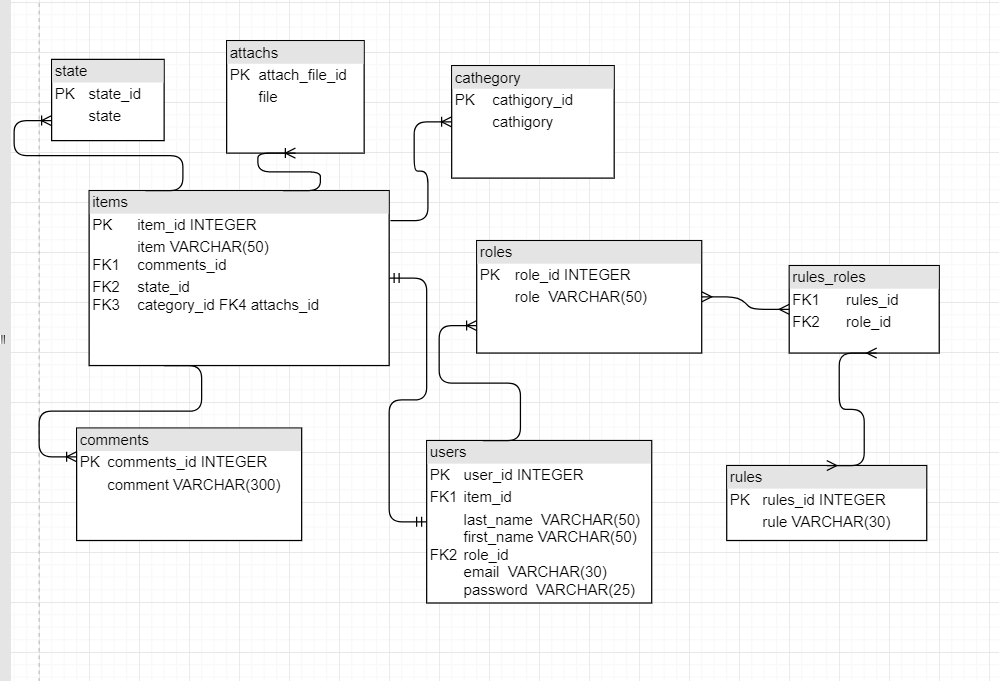 state
PK state_id
state
attachs
PK attach_file_id
file
cathegory
PK cathigory_id
cathigory
items
PK item_id INTEGER
item VARCHAR(50)
FK1 comments_id
FK2 state_id
FK3 category_id FK4 attachs_id
roles
PK role_id INTEGER
role VARCHAR(50)
rules_roles
FK1 rules_id
FK2 role_id
comments
PK comments_id INTEGER
comment VARCHAR(300)
users
PK user_id INTEGER
FK1 item_id
last_name VARCHAR(50)
first_name VARCHAR(50)
FK2 role_id
email VARCHAR(30)
password VARCHAR(25)
rules
PK rules_id INTEGER
rule VARCHAR(30)